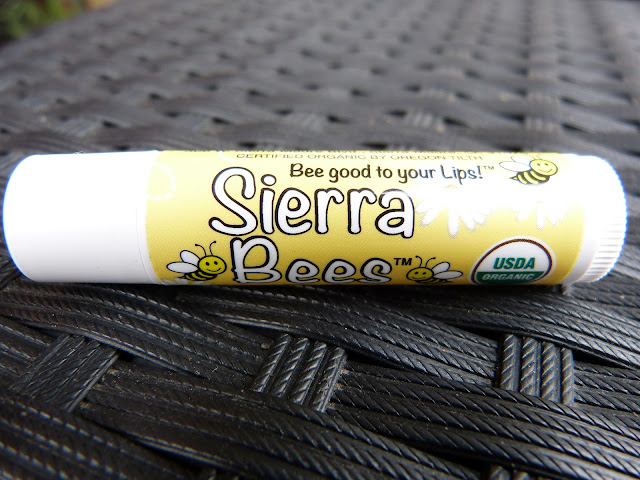 CERTIFIED ORGANIC BY OREGON TILTH
Bee good to your Lips!™
Sierra
Bees™
USDA
ORGANIC